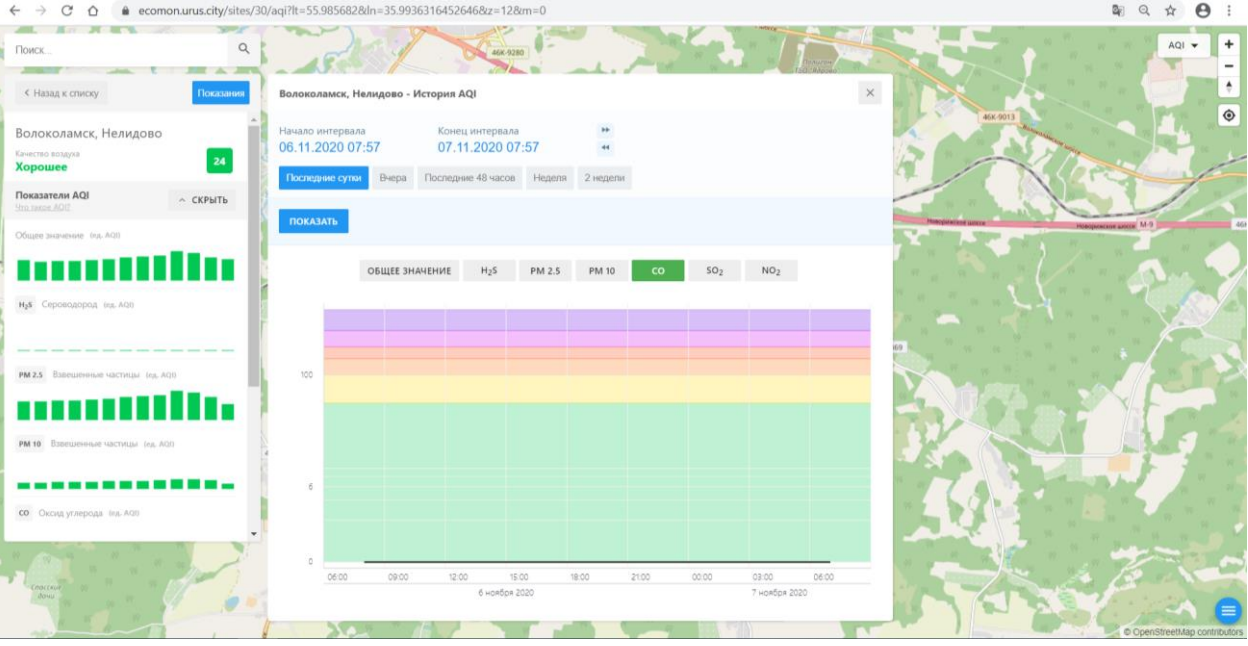 ecomon.urus.city/sites/30/aqi?lt=55.985682&ln=35.9936316452646&z=12&m=0
Поиск...
46К-9280
AQI
< Назад к списку
Показания
Волоколамск, Нелидово - История AQI
Волоколамск, Нелидово
Качество воздуха
Хорошее
24
Начало интервала
Конец интервала
06.11.2020 07:57
07.11.2020 07:57
46К-9013
Последние сутки
Вчера
Последние 48 часов
Неделя
2 недели
Показатели AQI
Что такое AQI?
СКРЫТЬ
ПОКАЗАТЬ
Новорижское шоссе
Новорижское шоссе
М-9
Общее значение (ед. AQI)
ОБЩЕЕ ЗНАЧЕНИЕ
H₂S
PM 2.5
PM 10
CO
SO₂
NO₂
H₂S Сероводород (ед. AQI)
PM 2.5 Взвешенные частицы (ед. AQI)
100
PM 10 Взвешенные частицы (ед. AQI)
6
CO Оксид углерода (ед. AQI)
0
06:00
09:00
12:00
15:00
18:00
21:00
00:00
03:00
06:00
6 ноября 2020
7 ноября 2020
© OpenStreetMap contributors